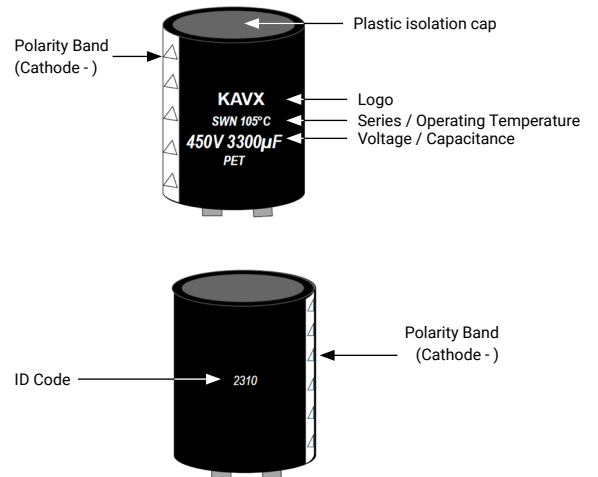 Plastic isolation cap
Polarity Band
(Cathode - )
KAVX
Logo
SWN 105°C
Series / Operating Temperature
450V 3300µF
Voltage / Capacitance
PET
Polarity Band
(Cathode - )
ID Code
2310